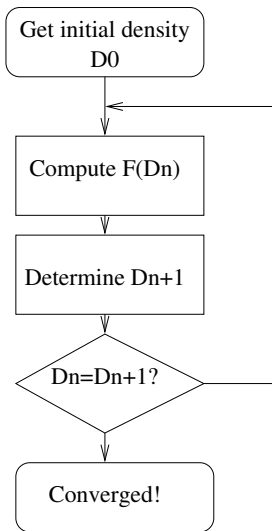 Get initial density
D0
Compute F(Dn)
Determine Dn+1
Dn=Dn+1?
Converged!